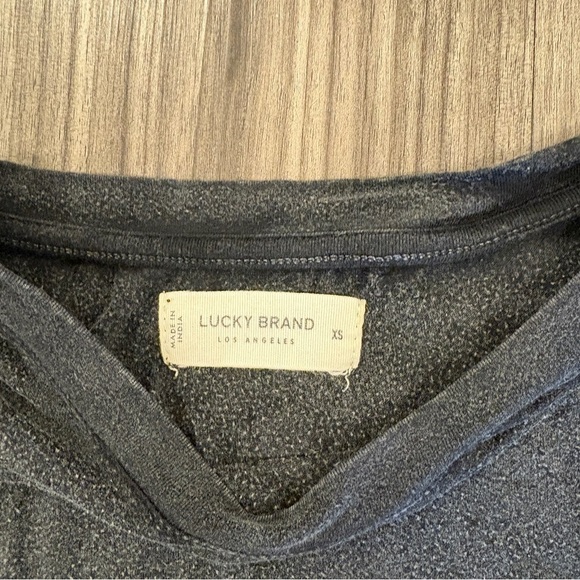 MADE IN
INDIA
LUCKY BRAND
LOS ANGELES
XS